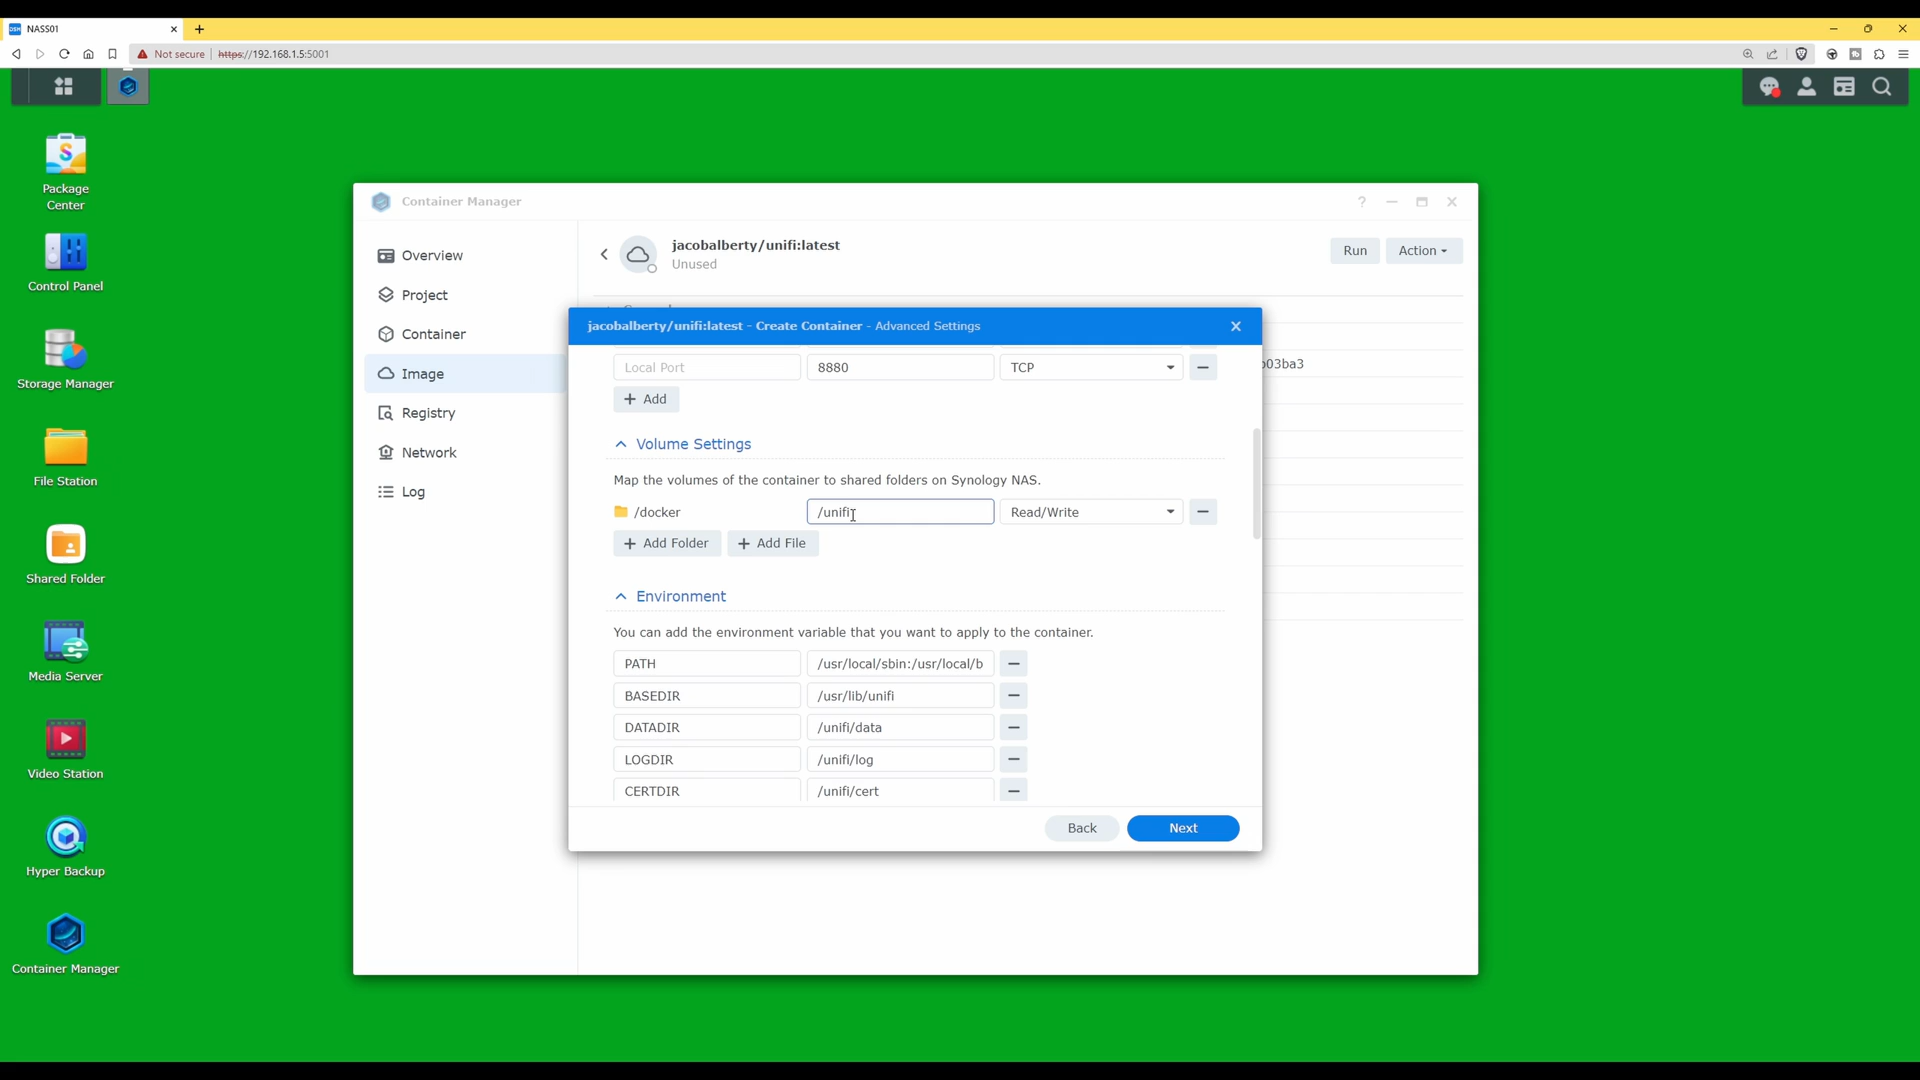 NASS01
Not secure
https://192.168.1.5:5001
Package
Center
Control Panel
Storage Manager
File Station
Shared Folder
Media Server
Video Station
Hyper Backup
Container Manager
Container Manager
Overview
Project
Container
Image
Registry
Network
Log
jacobalberty/unifi:latest
Unused
Run
Action
b03ba3
jacobalberty/unifi:latest - Create Container - Advanced Settings
Local Port 8880 TCP
+ Add
Volume Settings
Map the volumes of the container to shared folders on Synology NAS.
/docker /unifi Read/Write
+ Add Folder + Add File
Environment
You can add the environment variable that you want to apply to the container.
PATH /usr/local/sbin:/usr/local/b
BASEDIR /usr/lib/unifi
DATADIR /unifi/data
LOGDIR /unifi/log
CERTDIR /unifi/cert
Back Next